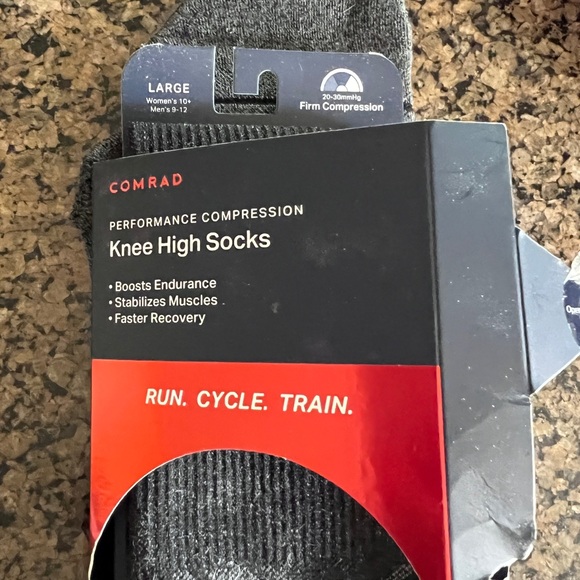 LARGE
Women's 10+
Men's 9-12
20-30mmHg
Firm Compression
COMRAD
PERFORMANCE COMPRESSION
Knee High Socks
• Boosts Endurance
• Stabilizes Muscles
• Faster Recovery
RUN. CYCLE. TRAIN.